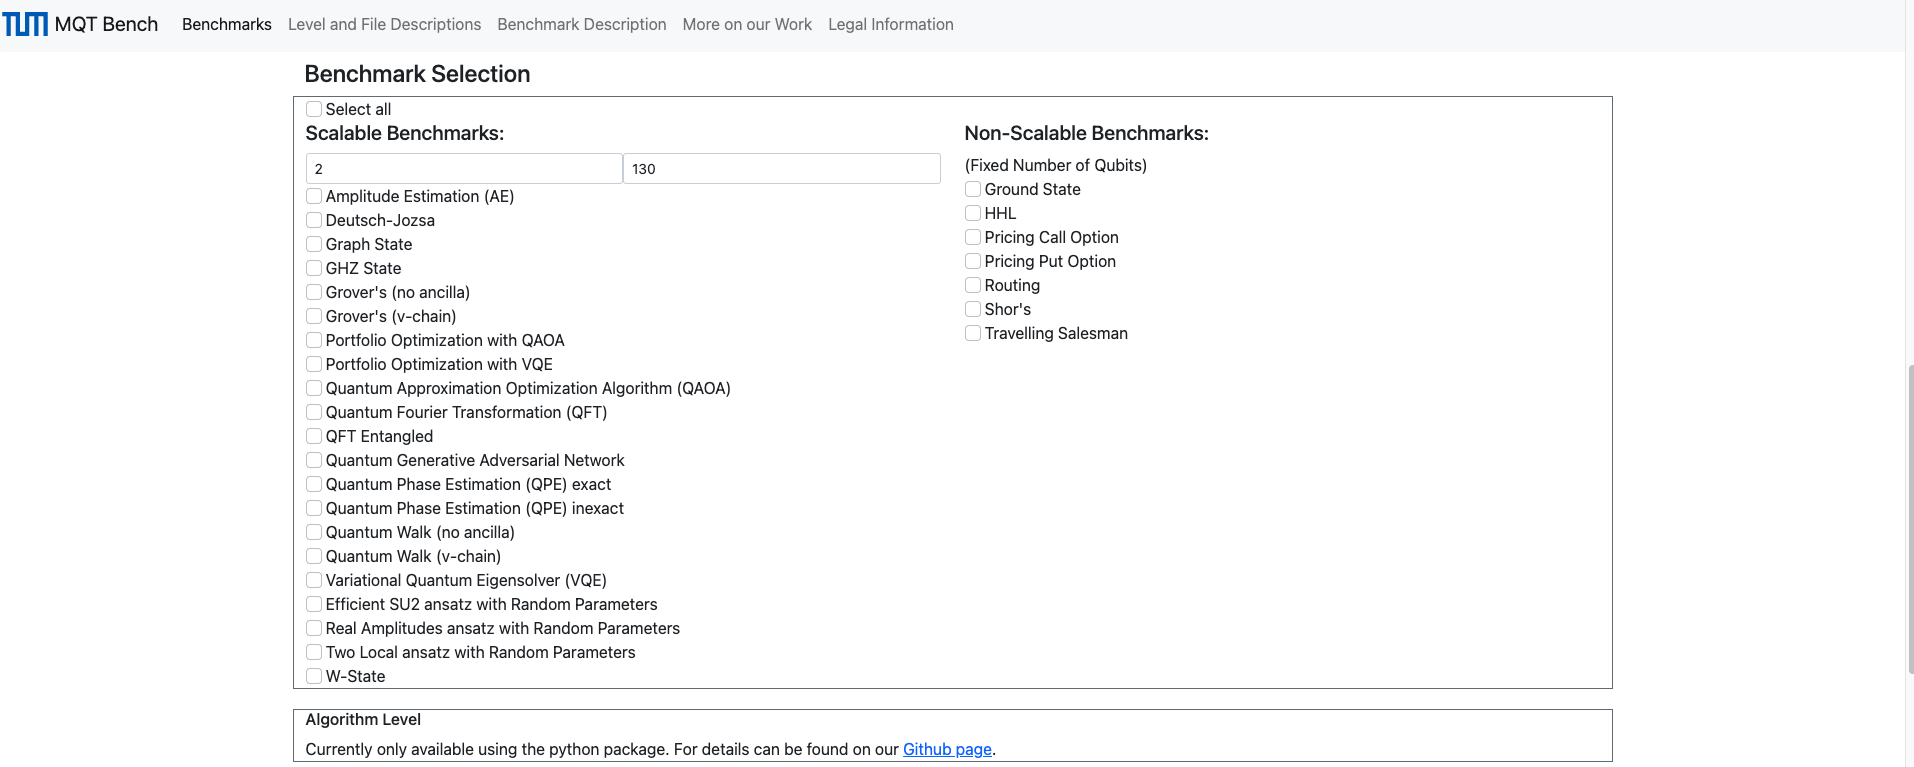 TUM MQT Bench Benchmarks Level and File Descriptions Benchmark Description More on our Work Legal Information
Benchmark Selection
Select all
Scalable Benchmarks:
2 130
Amplitude Estimation (AE)
Deutsch-Jozsa
Graph State
GHZ State
Grover's (no ancilla)
Grover's (v-chain)
Portfolio Optimization with QAOA
Portfolio Optimization with VQE
Quantum Approximation Optimization Algorithm (QAOA)
Quantum Fourier Transformation (QFT)
QFT Entangled
Quantum Generative Adversarial Network
Quantum Phase Estimation (QPE) exact
Quantum Phase Estimation (QPE) inexact
Quantum Walk (no ancilla)
Quantum Walk (v-chain)
Variational Quantum Eigensolver (VQE)
Efficient SU2 ansatz with Random Parameters
Real Amplitudes ansatz with Random Parameters
Two Local ansatz with Random Parameters
W-State
Non-Scalable Benchmarks:
(Fixed Number of Qubits)
Ground State
HHL
Pricing Call Option
Pricing Put Option
Routing
Shor's
Travelling Salesman
Algorithm Level
Currently only available using the python package. For details can be found on our Github page.